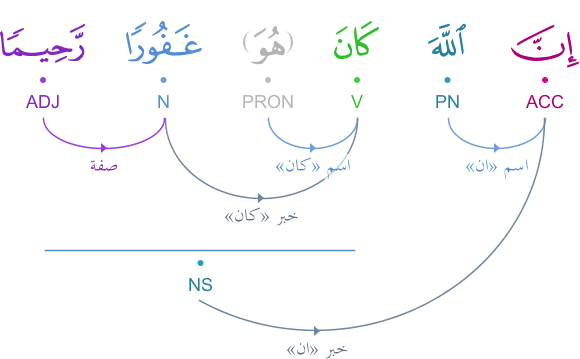 إِنَّ ٱللَّهَ كَانَ (هُوَ) غَفُورًا رَّحِيمًا
ACC PN V PRON N ADJ
اسم «ان» اسم «كان» صفة
خبر «كان»
NS
خبر «ان»